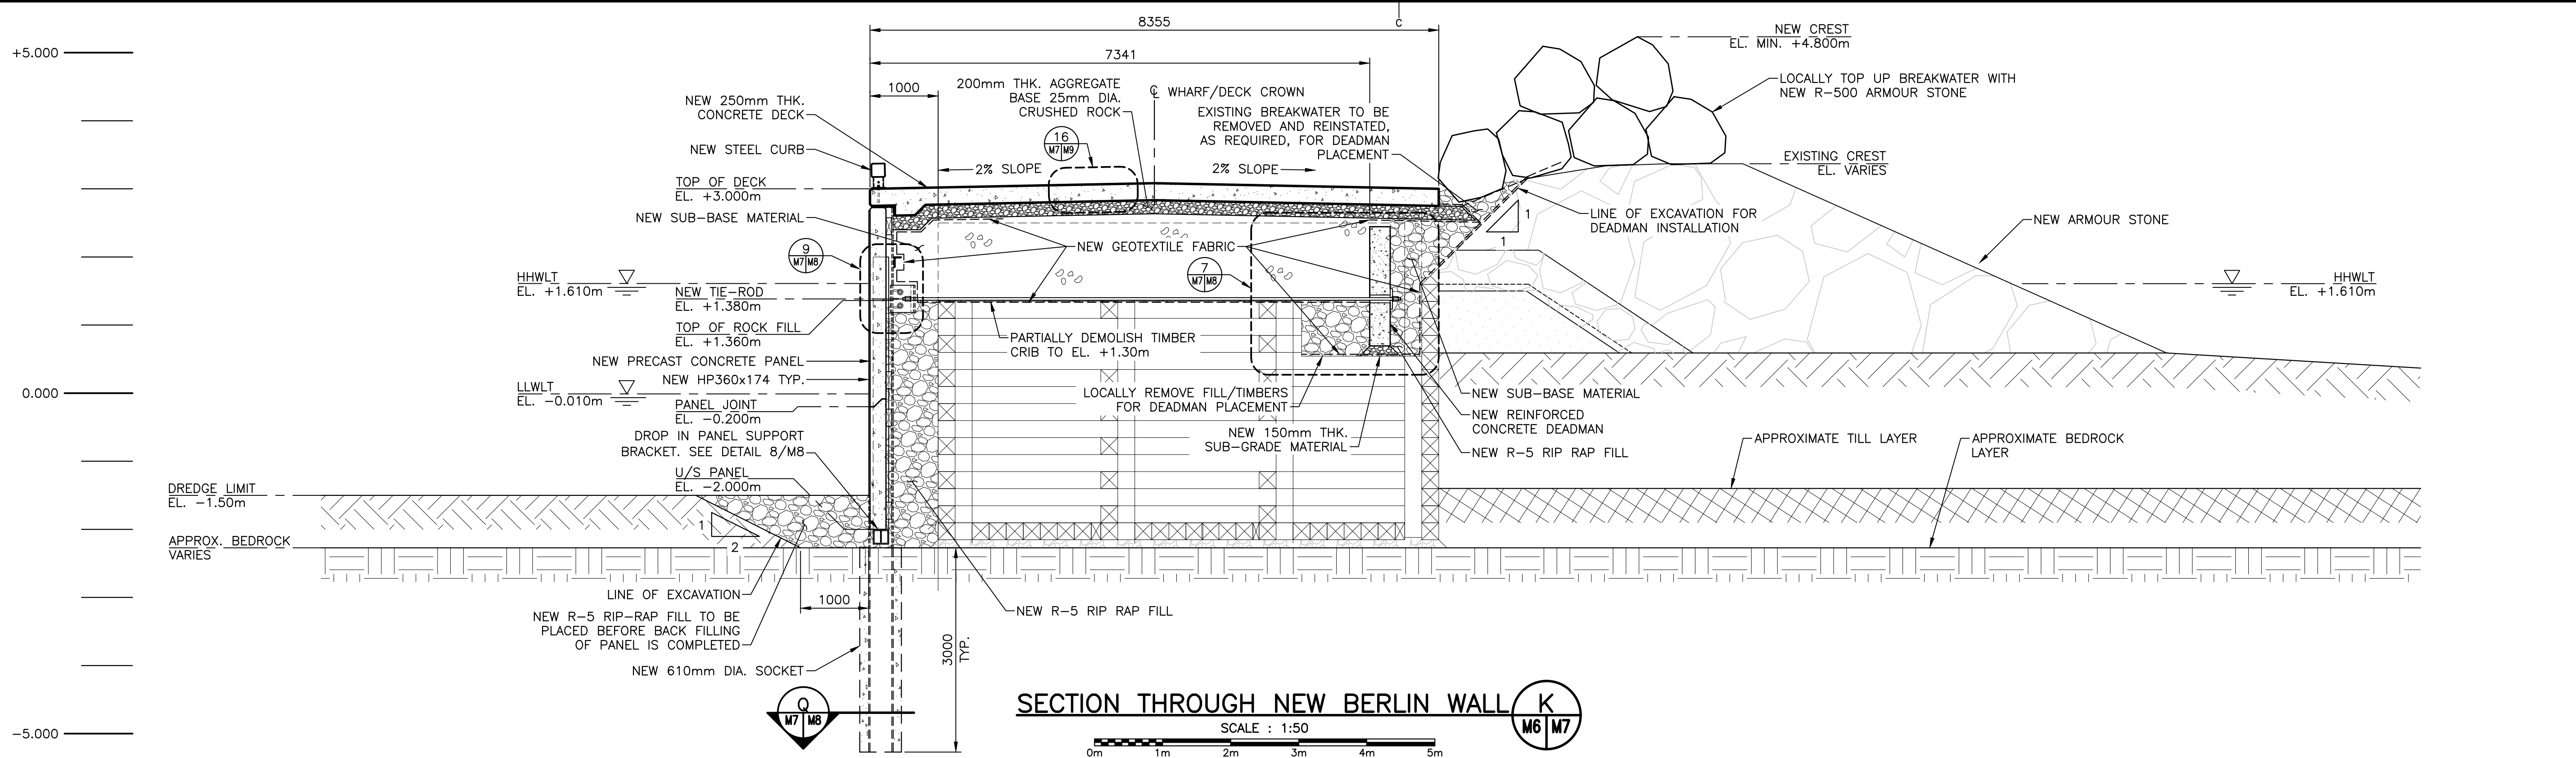 8355
C
7341
1000
+5.000
0.000
-5.000
NEW CREST
EL. MIN. +4.800m
LOCALLY TOP UP BREAKWATER WITH
NEW R-500 ARMOUR STONE
200mm THK. AGGREGATE
BASE 25mm DIA.
CRUSHED ROCK
℄ WHARF/DECK CROWN
EXISTING BREAKWATER TO BE
REMOVED AND REINSTATED,
AS REQUIRED, FOR DEADMAN
PLACEMENT
NEW 250mm THK.
CONCRETE DECK
NEW STEEL CURB
16
M7 M9
2% SLOPE
2% SLOPE
EXISTING CREST
EL. VARIES
TOP OF DECK
EL. +3.000m
NEW SUB-BASE MATERIAL
9
M7 M8
NEW GEOTEXTILE FABRIC
7
M7 M8
1
1
LINE OF EXCAVATION FOR
DEADMAN INSTALLATION
NEW ARMOUR STONE
HHWLT
EL. +1.610m
HHWLT
EL. +1.610m
NEW TIE-ROD
EL. +1.380m
TOP OF ROCK FILL
EL. +1.360m
PARTIALLY DEMOLISH TIMBER
CRIB TO EL. +1.30m
NEW PRECAST CONCRETE PANEL
NEW HP360x174 TYP.
LLWLT
EL. -0.010m
PANEL JOINT
EL. -0.200m
LOCALLY REMOVE FILL/TIMBERS
FOR DEADMAN PLACEMENT
NEW SUB-BASE MATERIAL
NEW REINFORCED
CONCRETE DEADMAN
NEW R-5 RIP RAP FILL
NEW 150mm THK.
SUB-GRADE MATERIAL
DROP IN PANEL SUPPORT
BRACKET. SEE DETAIL 8/M8
U/S PANEL
EL. -2.000m
APPROXIMATE TILL LAYER
APPROXIMATE BEDROCK
LAYER
DREDGE LIMIT
EL. -1.50m
APPROX. BEDROCK
VARIES
1
2
LINE OF EXCAVATION
1000
NEW R-5 RIP-RAP FILL TO BE
PLACED BEFORE BACK FILLING
OF PANEL IS COMPLETED
NEW R-5 RIP RAP FILL
3000
TYP.
NEW 610mm DIA. SOCKET
Q
M7 M8
SECTION THROUGH NEW BERLIN WALL
K
M6 M7
SCALE : 1:50
0m 1m 2m 3m 4m 5m